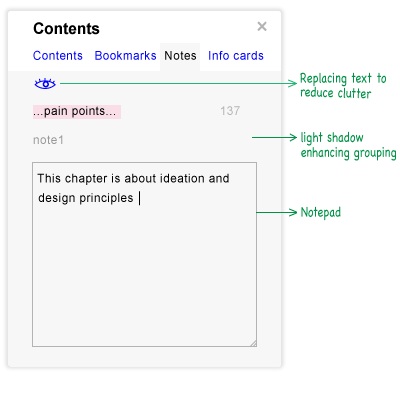 Contents ×
Contents Bookmarks Notes Info cards
Replacing text to
reduce clutter
...pain points... 137
note1
light shadow
enhancing grouping
This chapter is about ideation and
design principles
Notepad